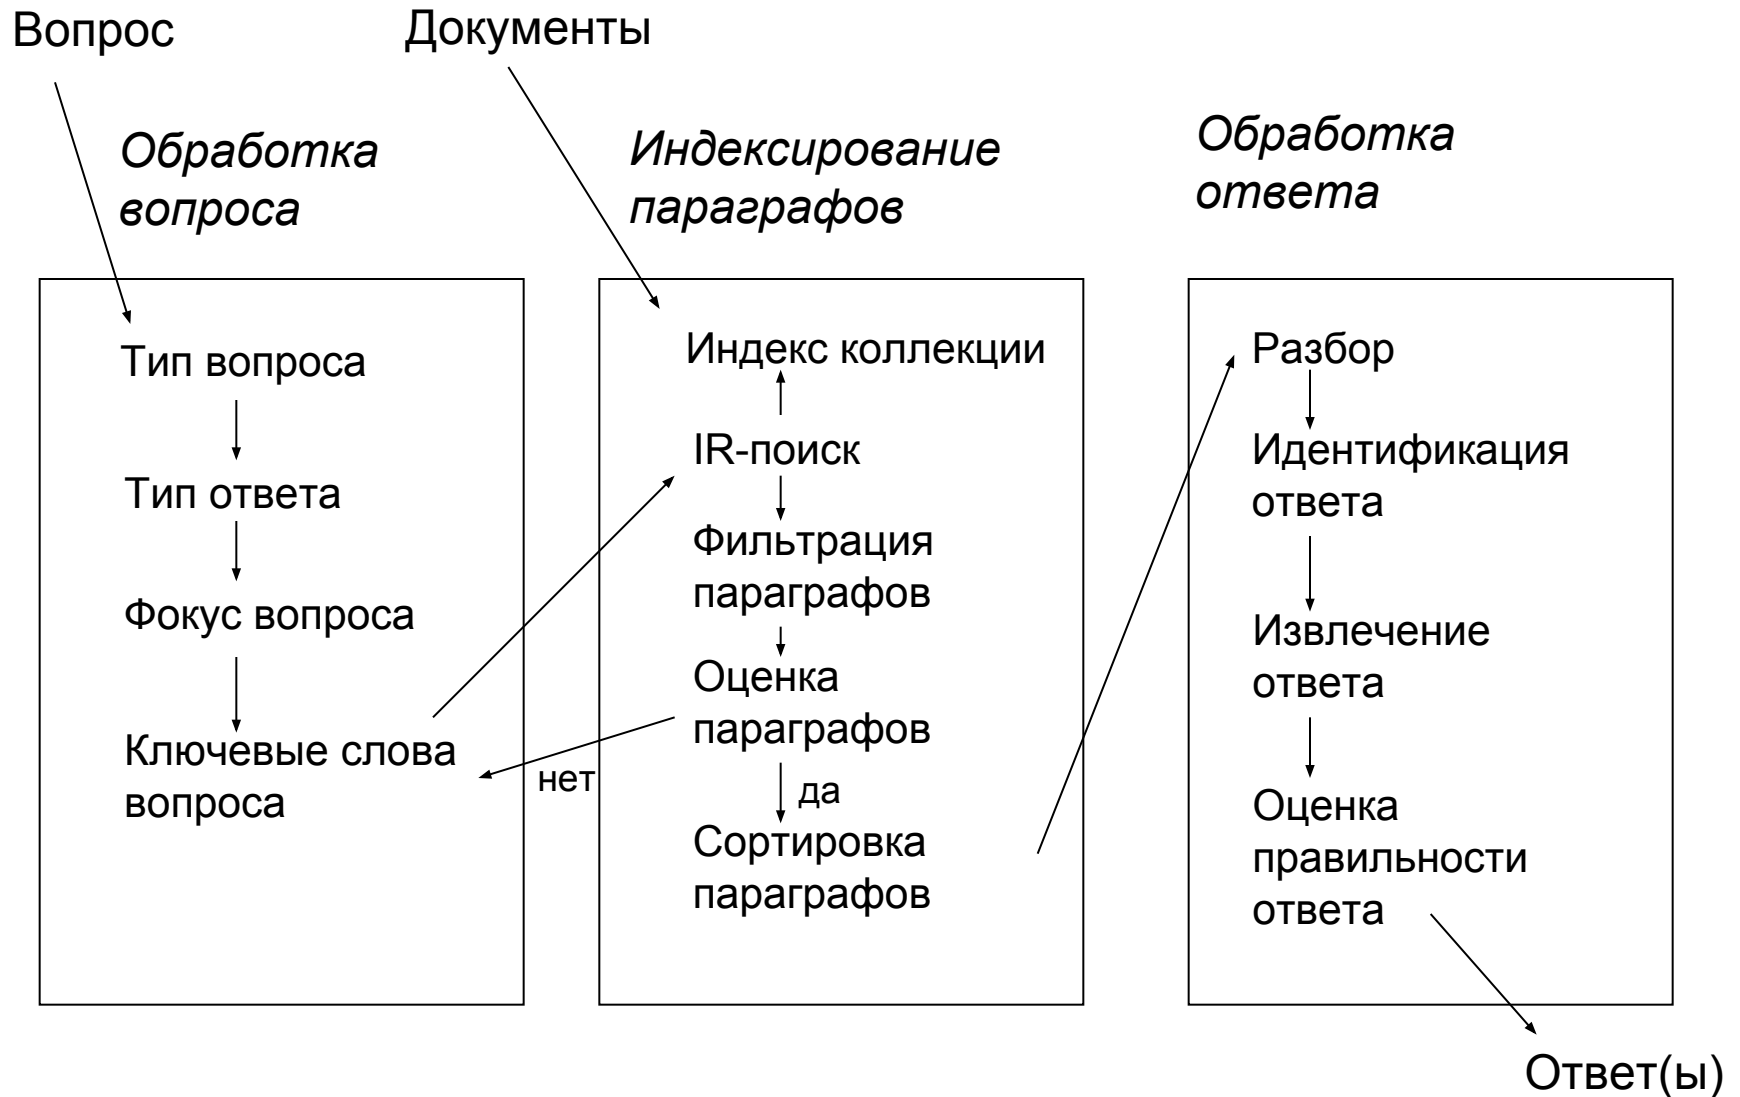 Вопрос
Документы
Обработка
вопроса
Индексирование
параграфов
Обработка
ответа
Тип вопроса
Тип ответа
Фокус вопроса
Ключевые слова
вопроса
нет
Индекс коллекции
IR-поиск
Фильтрация
параграфов
Оценка
параграфов
да
Сортировка
параграфов
Разбор
Идентификация
ответа
Извлечение
ответа
Оценка
правильности
ответа
Ответ(ы)